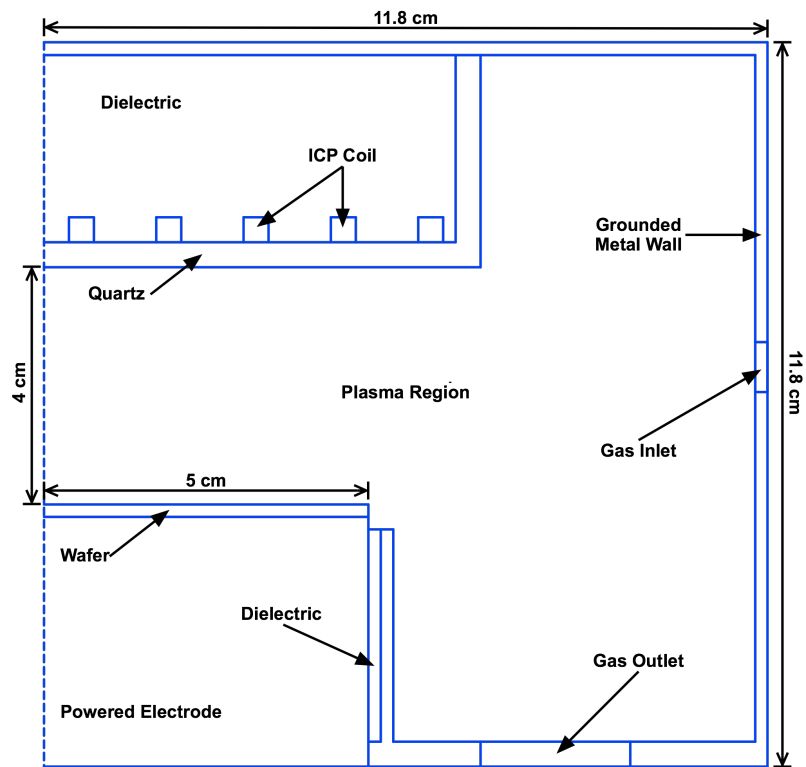 11.8 cm
Dielectric
ICP Coil
Grounded
Metal Wall
Quartz
4 cm
11.8 cm
Plasma Region
Gas Inlet
5 cm
Wafer
Dielectric
Gas Outlet
Powered Electrode